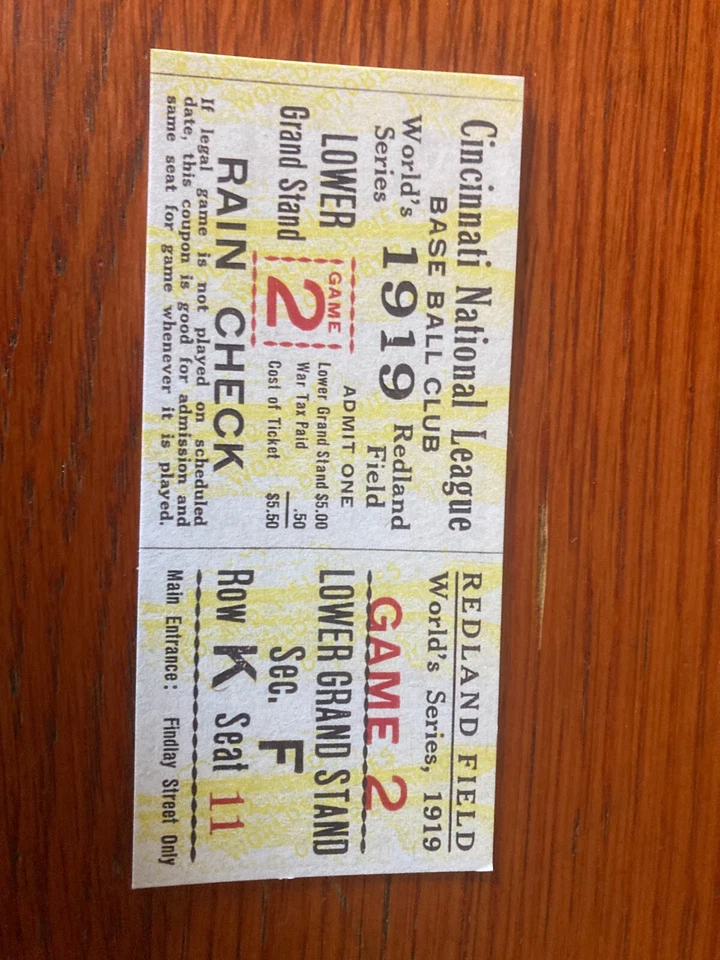 Cincinnati National League
BASE BALL CLUB
World's Series 1919 Redland Field
LOWER
Grand Stand
GAME
2
ADMIT ONE
Lower Grand Stand $5.00
War Tax Paid .50
Cost of Ticket $5.50
RAIN CHECK
If legal game is not played on scheduled
date, this coupon is good for admission and
same seat for game whenever it is played.
REDLAND FIELD
World's Series, 1919
GAME 2
LOWER GRAND STAND
Sec. F
Row K Seat 11
Main Entrance: Findlay Street Only